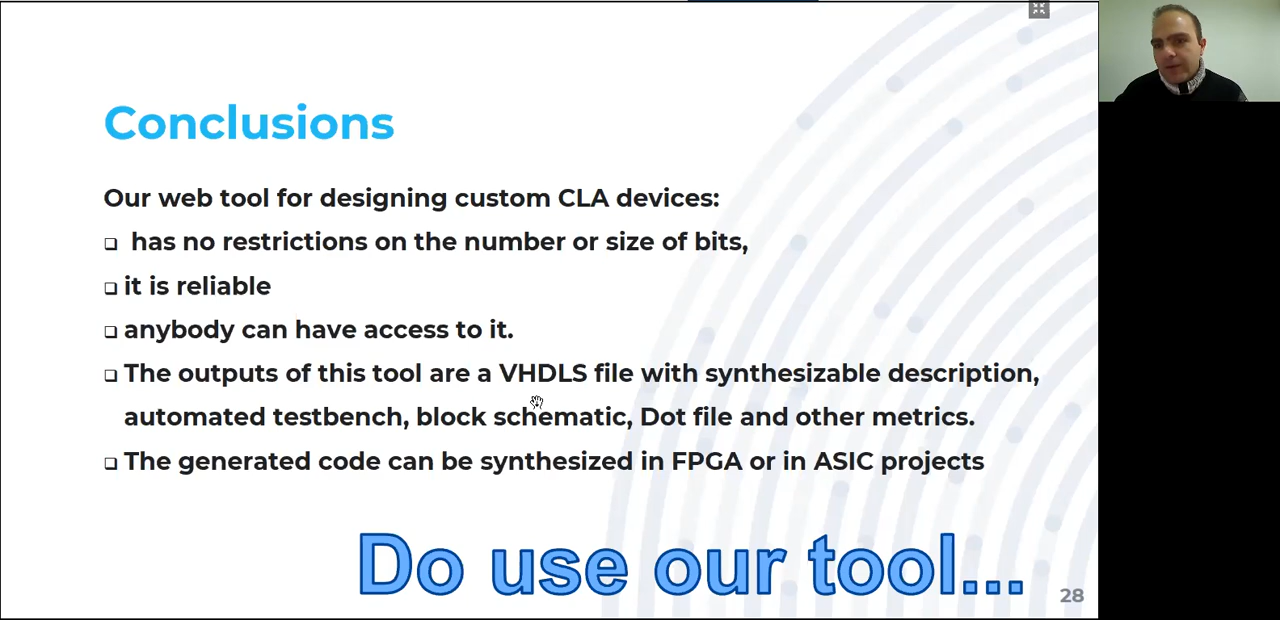 Conclusions
Our web tool for designing custom CLA devices:
❑ has no restrictions on the number or size of bits,
❑ it is reliable
❑ anybody can have access to it.
❑ The outputs of this tool are a VHDLS file with synthesizable description,
automated testbench, block schematic, Dot file and other metrics.
❑ The generated code can be synthesized in FPGA or in ASIC projects
Do use our tool...
28